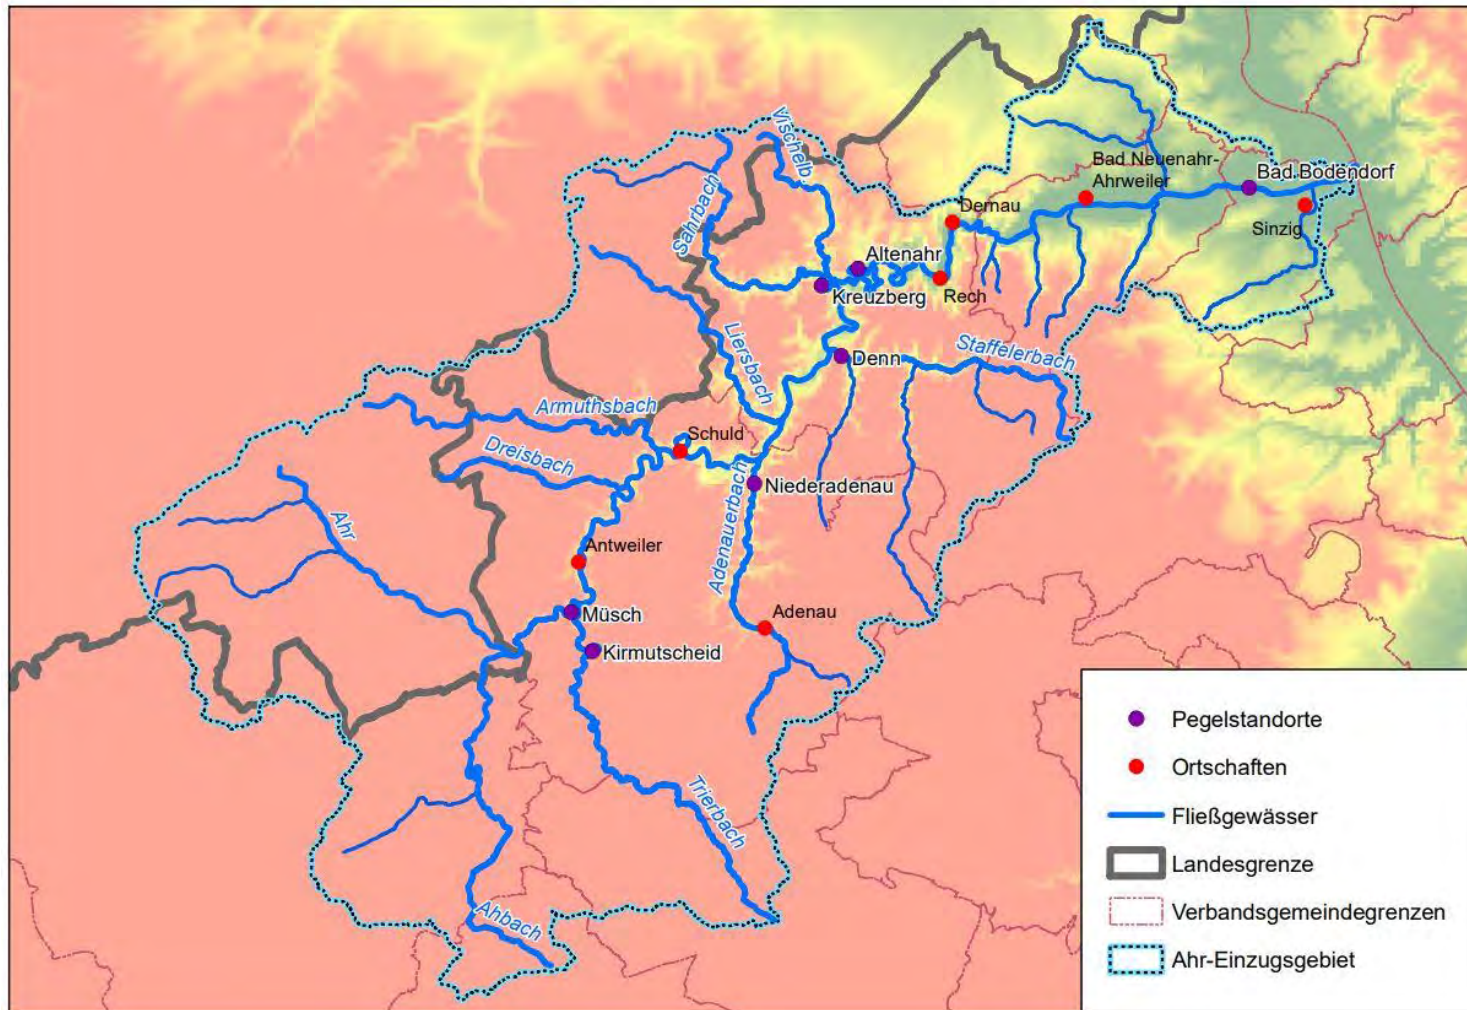 Vischelb.
Sahrbach
Bad Neuenahr-
Ahrweiler
Bad Bodendorf
Dernau
Sinzig
Altenahr
Kreuzberg
Rech
Liersbach
Denn
Staffelerbach
Armuthsbach
Schuld
Dreisbach
Niederadenau
Ahr
Adenauerbach
Antweiler
Müsch
Adenau
Kirmutscheid
Trierbach
Ahbach
Pegelstandorte
Ortschaften
Fließgewässer
Landesgrenze
Verbandsgemeindegrenzen
Ahr-Einzugsgebiet